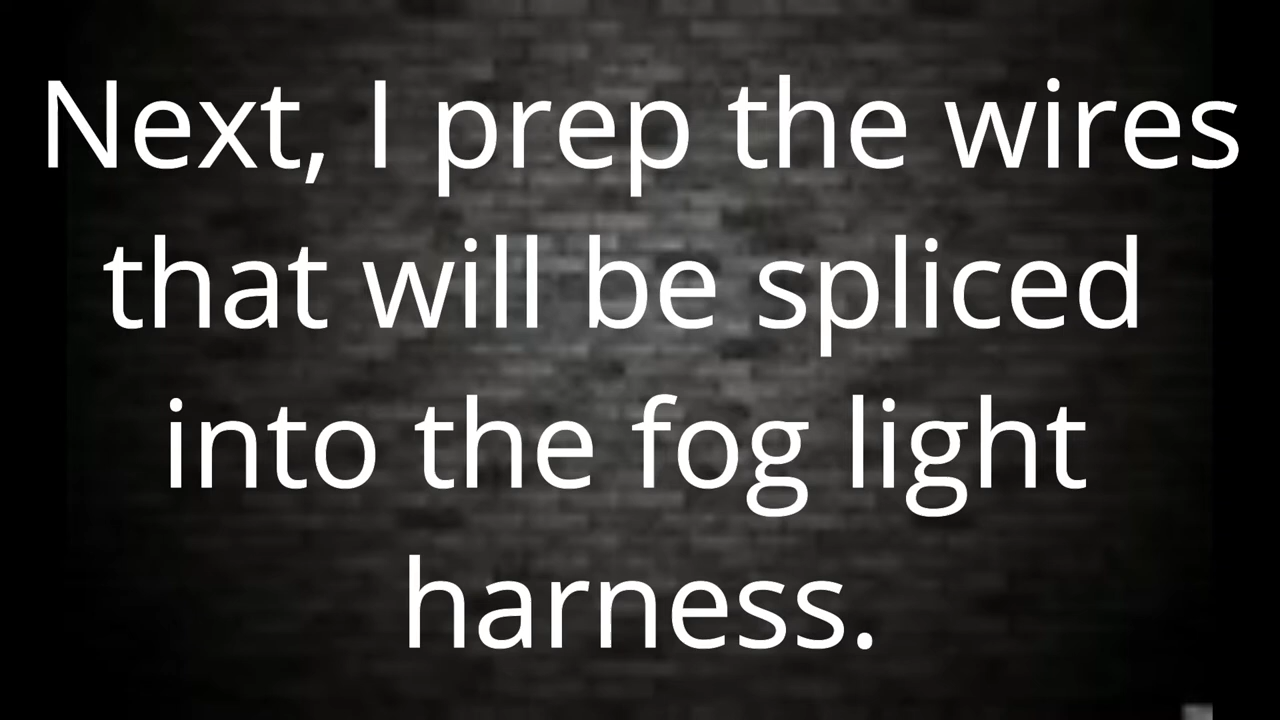 Next, I prep the wires
that will be spliced
into the fog light
harness.